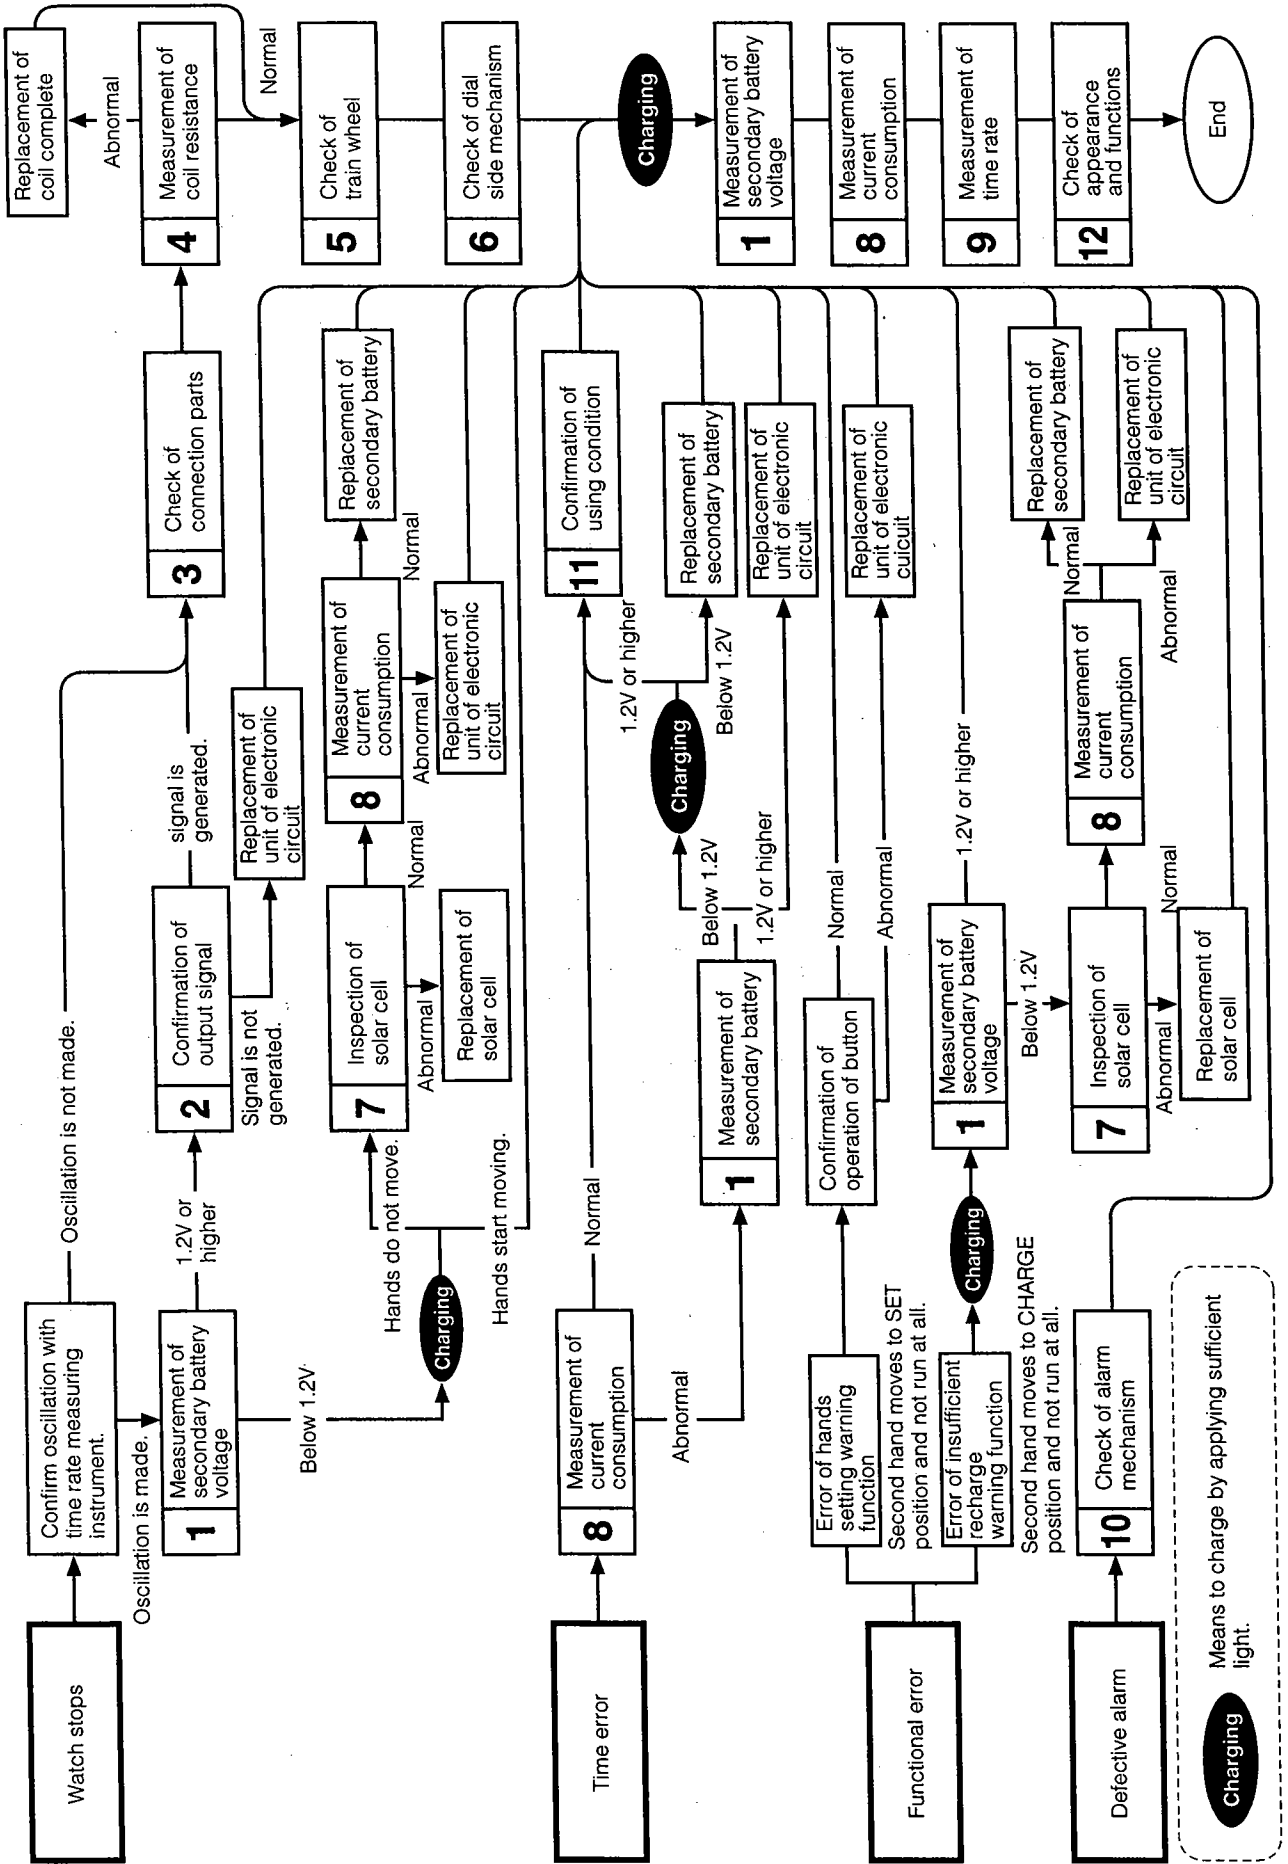 Watch stops
Confirm oscillation with
time rate measuring
instrument.
Oscillation is not made.
Oscillation is made.
1
Measurement of
secondary battery
voltage
1.2V or
higher
2
Confirmation of
output signal
signal is
generated.
Signal is not
generated.
Replacement of
unit of electronic
circuit
3
Check of
connection parts
4
Measurement of
coil resistance
Abnormal
Replacement of
coil complete
Normal
5
Check of
train wheel
6
Check of dial
side mechanism
Below 1.2V
Charging
Hands do not move.
Hands start moving.
7
Inspection of
solar cell
Abnormal
Replacement of
solar cell
Normal
8
Measurement of
current
consumption
Abnormal
Replacement of
unit of electronic
circuit
Normal
Replacement of
secondary battery
Time error
8
Measurement of
current
consumption
Normal
Abnormal
1
Measurement of
secondary battery
Below 1.2V
1.2V or higher
Charging
1.2V or higher
Below 1.2V
11
Confirmation of
using condition
Replacement of
secondary battery
Replacement of
unit of electronic
circuit
Functional error
Error of hands
setting warning
function
Second hand moves to SET
position and not run at all.
Confirmation of
operation of button
Normal
Abnormal
Replacement of
unit of electronic
cuicuit
Error of insufficient
recharge
warning function
Second hand moves to CHARGE
position and not run at all.
Charging
1
Measurement of
secondary battery
voltage
1.2V or higher
Below 1.2V
7
Inspection of
solar cell
Abnormal
Replacement of
solar cell
Normal
8
Measurement of
current
consumption
Normal
Replacement of
secondary battery
Abnormal
Replacement of
unit of electronic
circuit
Defective alarm
10
Check of alarm
mechanism
Charging
1
Measurement of
secondary battery
voltage
8
Measurement of
current
consumption
9
Measurement of
time rate
12
Check of
appearance
and functions
End
Charging
Means to charge by applying sufficient
light.